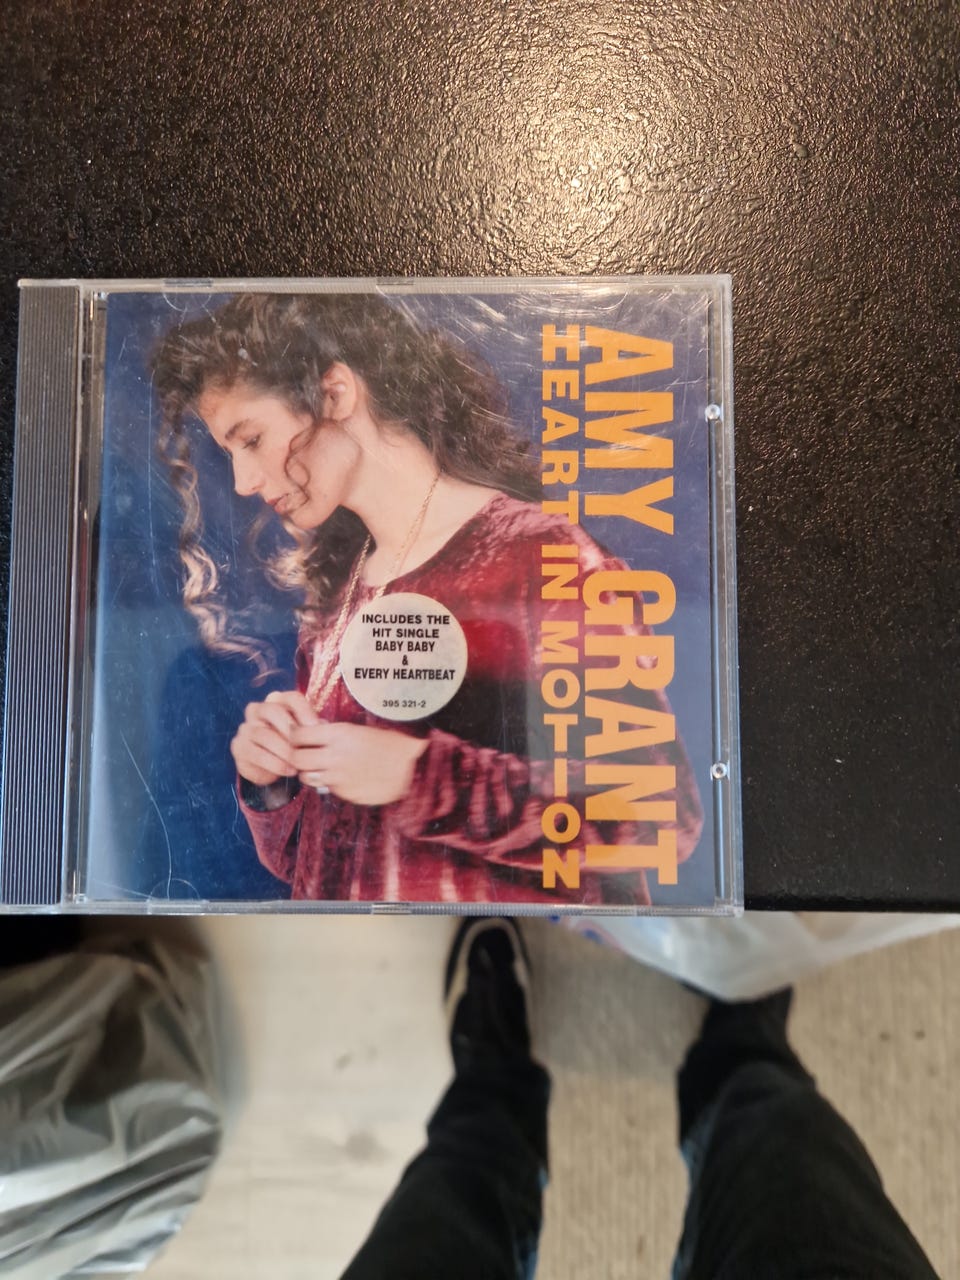 AMY GRANT
HEART IN MOTION
INCLUDES THE
HIT SINGLE
BABY BABY
&
EVERY HEARTBEAT
395 321-2